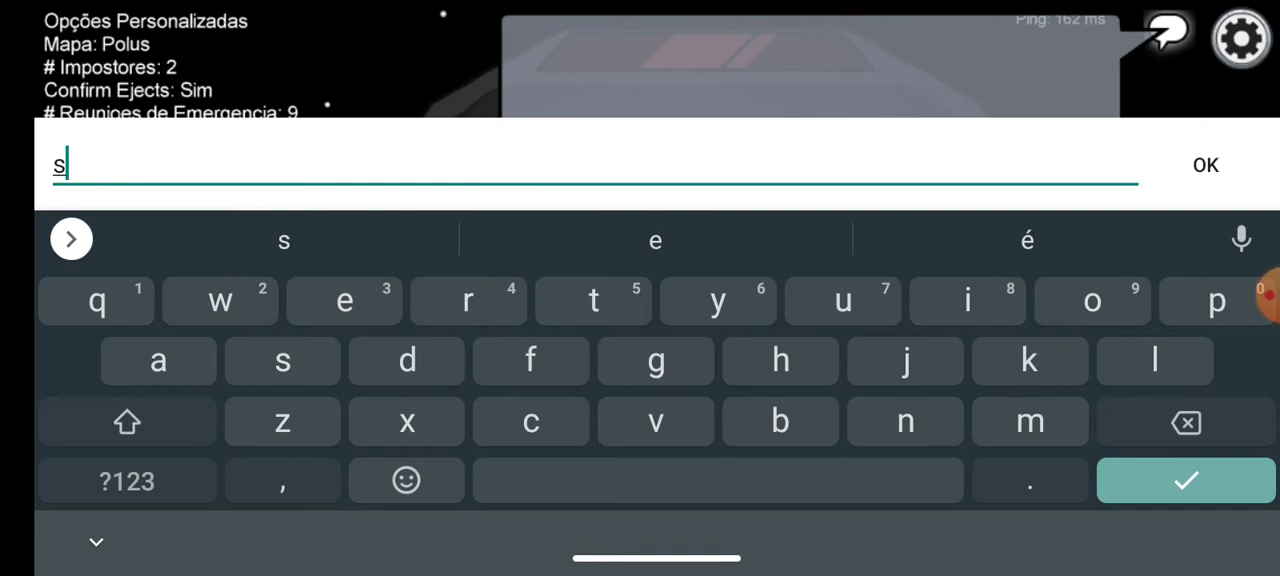 Opções Personalizadas
Ping: 162 ms
Mapa: Polus
# Impostores: 2
Confirm Ejects: Sim
# Reunioes de Emergencia: 9
s
OK
s e é
q 1 w 2 e 3 r 4 t 5 y 6 u 7 i 8 o 9 p 0
a s d f g h j k l
z x c v b n m
?123 , .